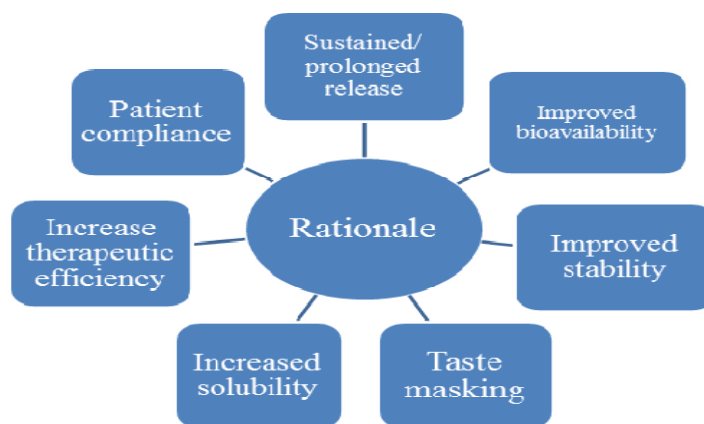 Sustained/
prolonged
release
Patient
compliance
Improved
bioavailability
Rationale
Increase
therapeutic
efficiency
Improved
stability
Increased
solubility
Taste
masking